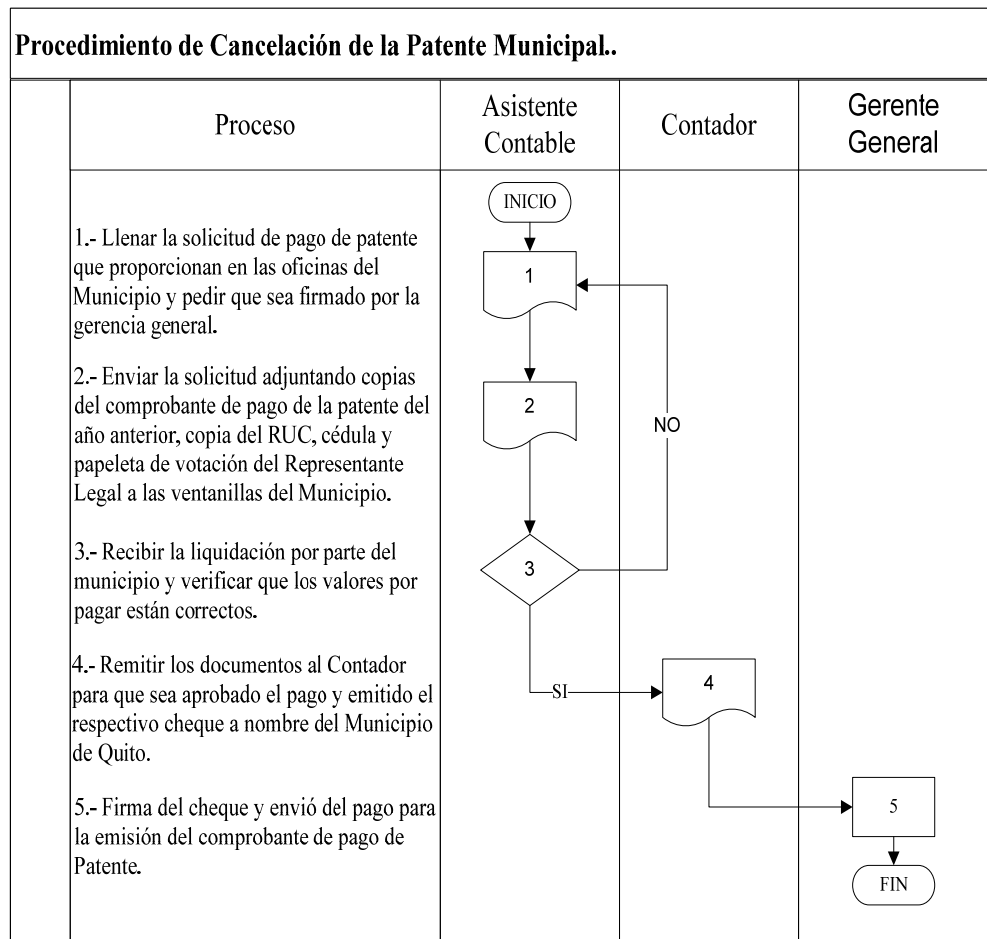 Procedimiento de Cancelación de la Patente Municipal..
Proceso
Asistente
Contable
Contador
Gerente
General
1.- Llenar la solicitud de pago de patente
que proporcionan en las oficinas del
Municipio y pedir que sea firmado por la
gerencia general.
2.- Enviar la solicitud adjuntando copias
del comprobante de pago de la patente del
año anterior, copia del RUC, cédula y
papeleta de votación del Representante
Legal a las ventanillas del Municipio.
3.- Recibir la liquidación por parte del
municipio y verificar que los valores por
pagar están correctos.
4.- Remitir los documentos al Contador
para que sea aprobado el pago y emitido el
respectivo cheque a nombre del Municipio
de Quito.
5.- Firma del cheque y envió del pago para
la emisión del comprobante de pago de
Patente.
INICIO
1
2
NO
3
SI
4
5
FIN